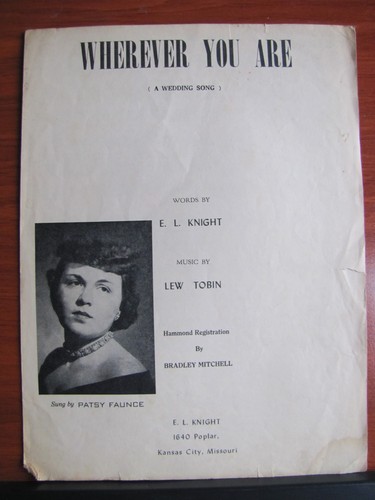 WHEREVER YOU ARE
( A WEDDING SONG )
WORDS BY
E. L. KNIGHT
MUSIC BY
LEW TOBIN
Hammond Registration
By
BRADLEY MITCHELL
Sung by PATSY FAUNCE
E. L. KNIGHT
1640 Poplar,
Kansas City, Missouri